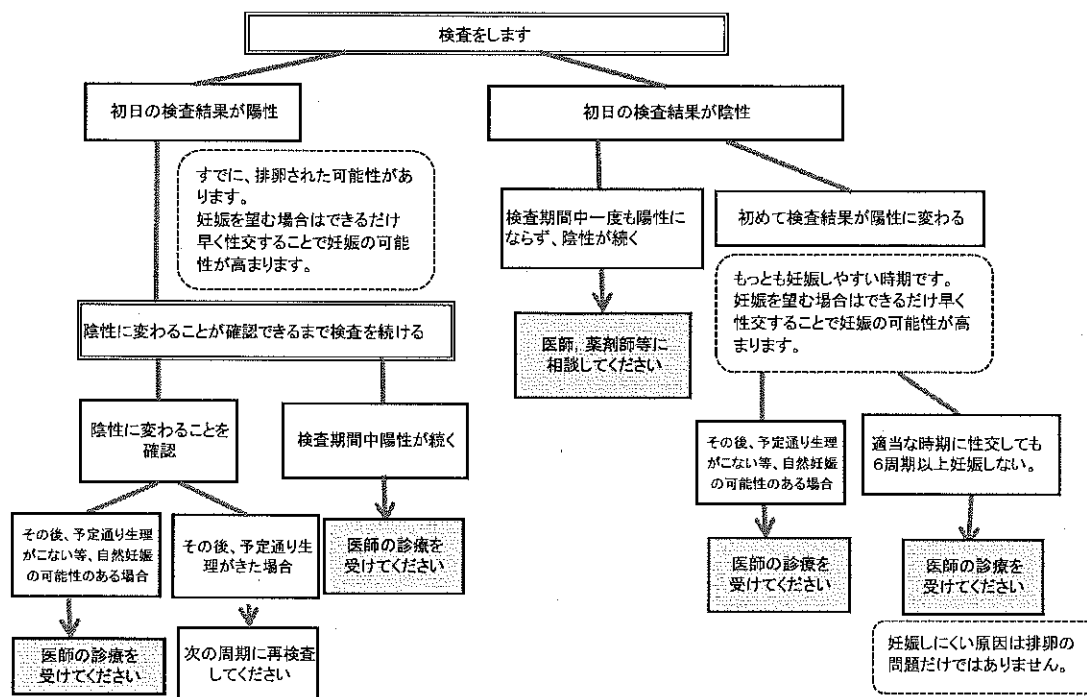 検査をします
初日の検査結果が陽性
初日の検査結果が陰性
すでに、排卵された可能性があ
ります。
妊娠を望む場合はできるだけ
早く性交することで妊娠の可能
性が高まります。
検査期間中一度も陽性に
ならず、陰性が続く
初めて検査結果が陽性に変わる
もっとも妊娠しやすい時期です。
妊娠を望む場合はできるだけ早く
性交することで妊娠の可能性が高
まります。
陰性に変わることが確認できるまで検査を続ける
医師、薬剤師等に
相談してください
陰性に変わることを
確認
検査期間中陽性が続く
その後、予定通り生理
がこない等、自然妊娠
の可能性のある場合
適当な時期に性交しても
6周期以上妊娠しない。
その後、予定通り生理
がこない等、自然妊娠
の可能性のある場合
その後、予定通り生
理がきた場合
医師の診療を
受けてください
医師の診療を
受けてください
医師の診療を
受けてください
医師の診療を
受けてください
次の周期に再検査
してください
妊娠しにくい原因は排卵の
問題だけではありません。